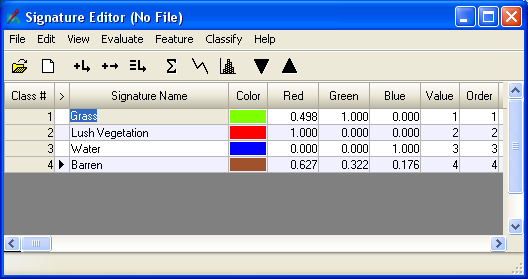 Signature Editor (No File)
File Edit View Evaluate Feature Classify Help
Σ
Class # > Signature Name Color Red Green Blue Value Order
1 Grass 0.498 1.000 0.000 1 1
2 Lush Vegetation 1.000 0.000 0.000 2 2
3 Water 0.000 0.000 1.000 3 3
4 Barren 0.627 0.322 0.176 4 4